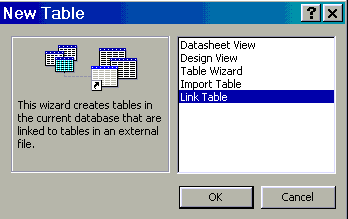 New Table
This wizard creates tables in
the current database that are
linked to tables in an external
file.
Datasheet View
Design View
Table Wizard
Import Table
Link Table
OK
Cancel